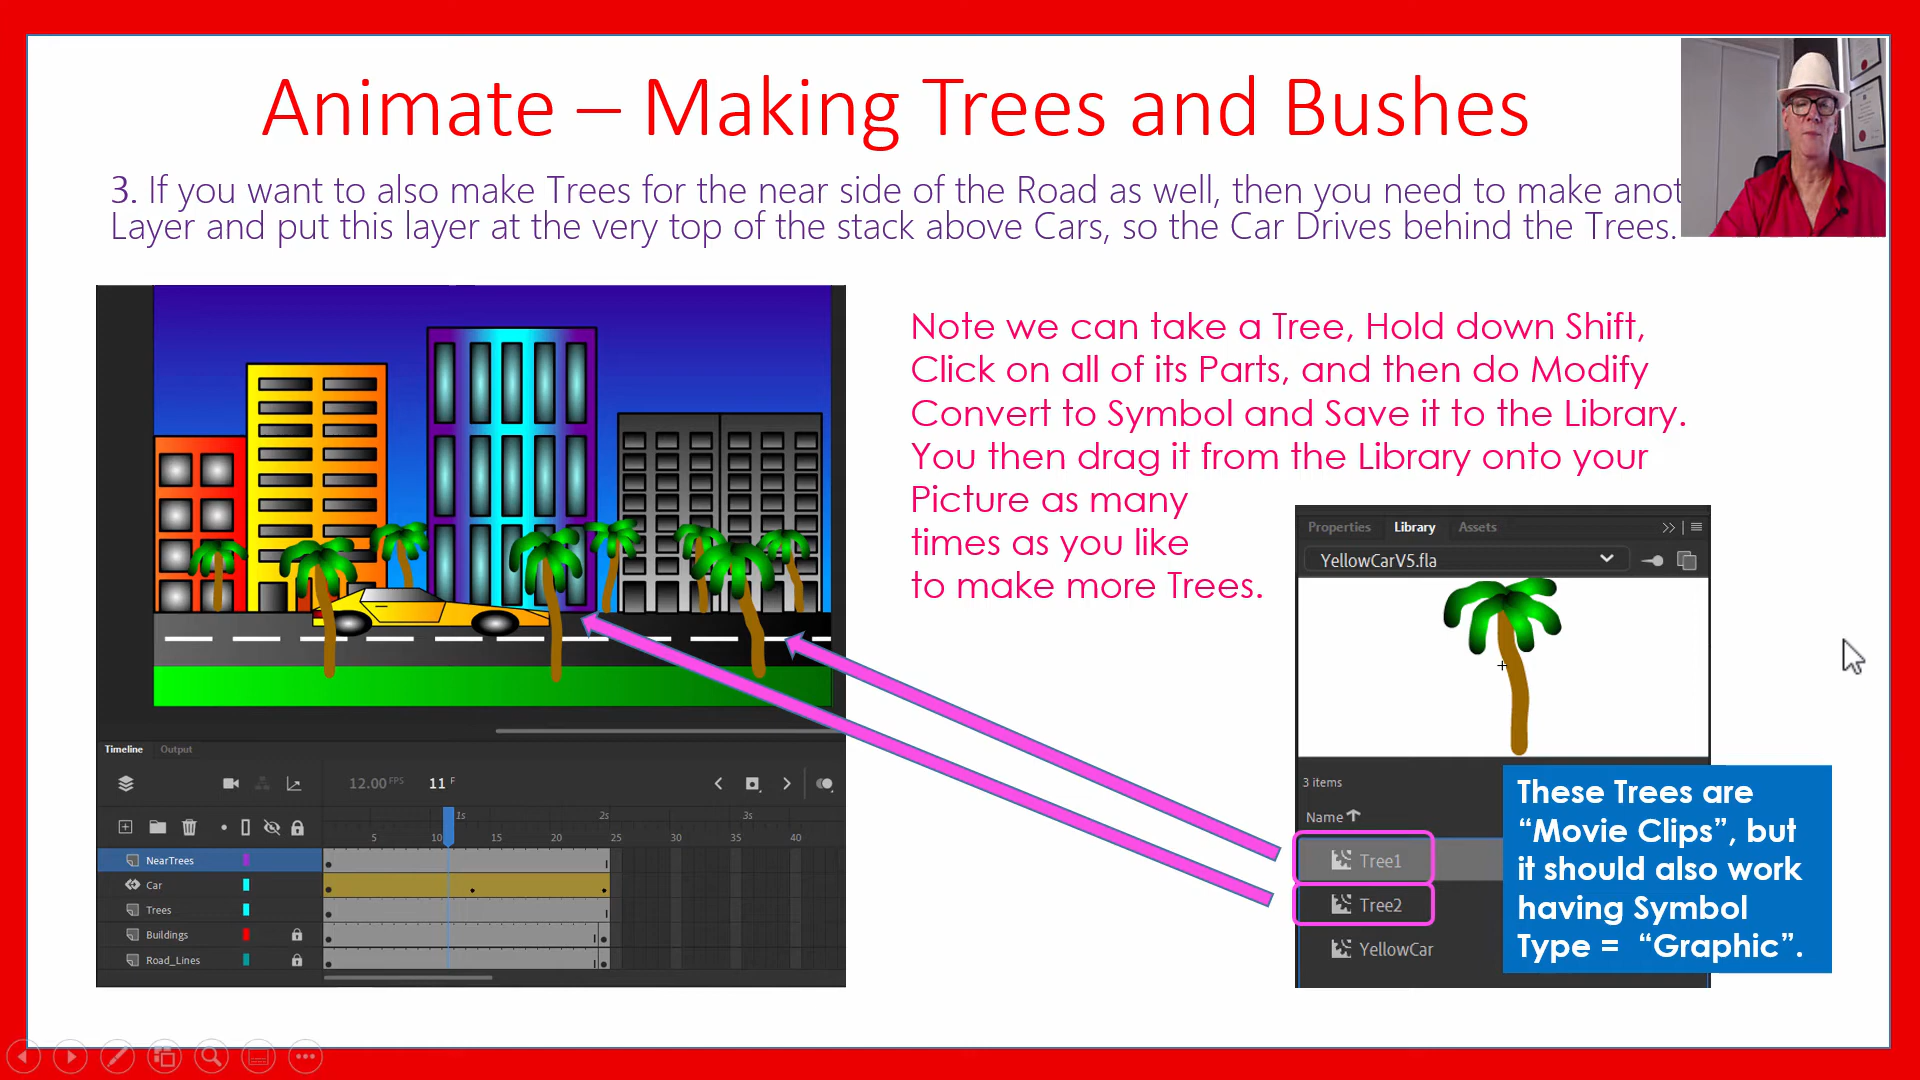 Animate – Making Trees and Bushes
3. If you want to also make Trees for the near side of the Road as well, then you need to make anot
Layer and put this layer at the very top of the stack above Cars, so the Car Drives behind the Trees.
Note we can take a Tree, Hold down Shift,
Click on all of its Parts, and then do Modify
Convert to Symbol and Save it to the Library.
You then drag it from the Library onto your
Picture as many
times as you like
to make more Trees.
Properties Library Assets
YellowCarV5.fla
3 items
Name
Tree1
Tree2
YellowCar
These Trees are
“Movie Clips”, but
it should also work
having Symbol
Type = “Graphic”.
Timeline Output
12.00 FPS 11 F
1s 2s 3s
5 10 15 20 25 30 35 40
NearTrees
Car
Trees
Buildings
Road_Lines